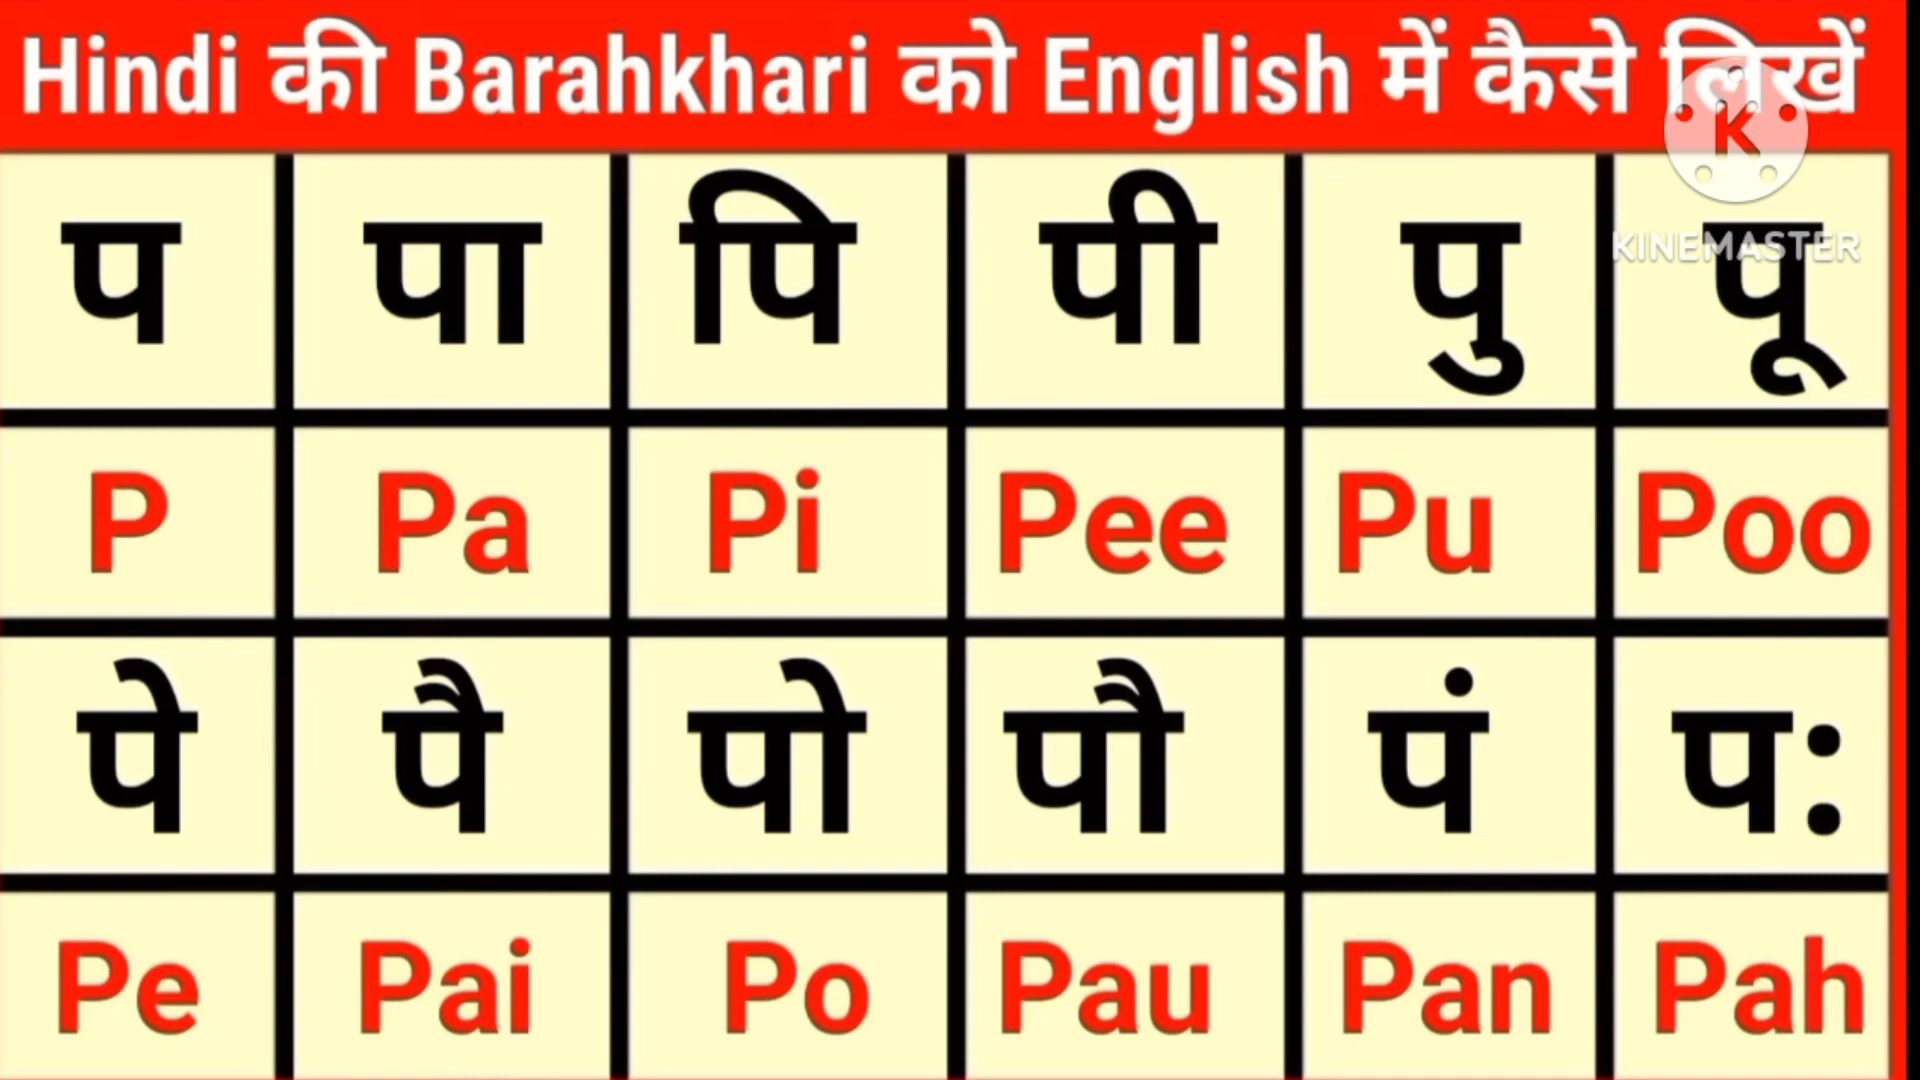 Hindi की Barahkhari को English में कैसे लिखें
K
KINEMASTER
प पा पि पी पु पू
P Pa Pi Pee Pu Poo
पे पै पो पौ पं प:
Pe Pai Po Pau Pan Pah